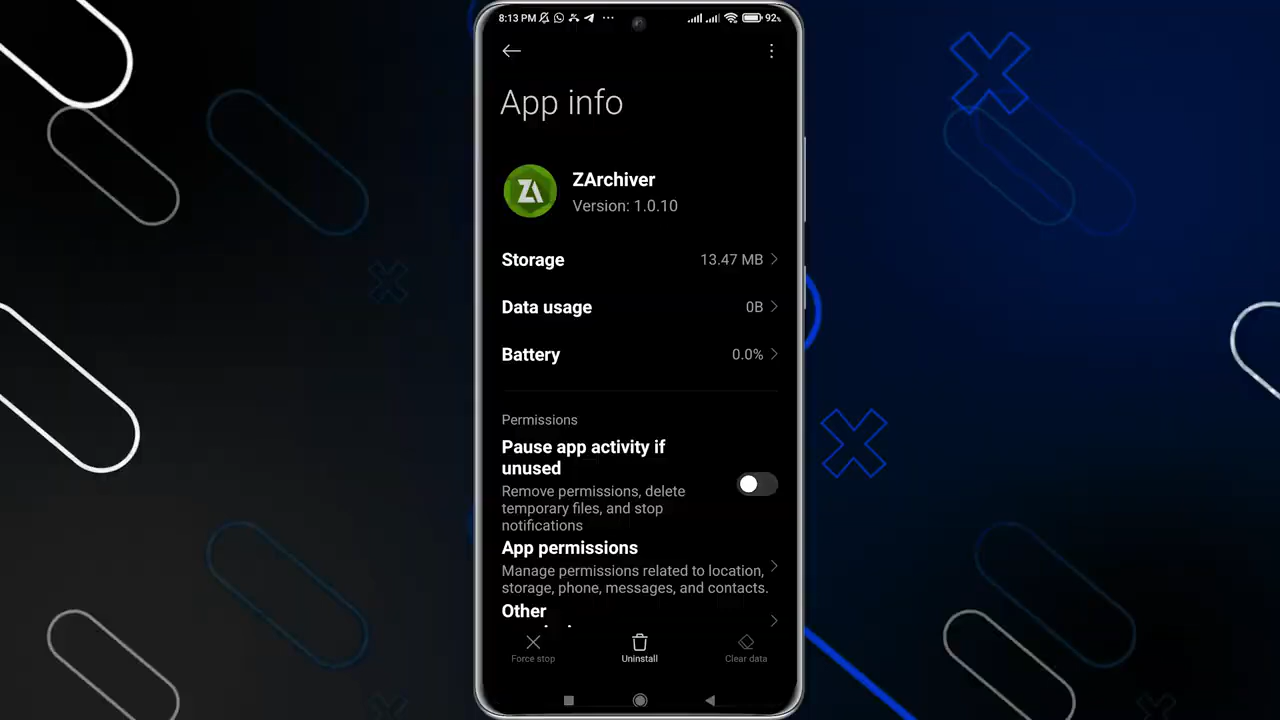 8:13 PM 92%
App info
ZA
ZArchiver
Version: 1.0.10
Storage 13.47 MB
Data usage 0B
Battery 0.0%
Permissions
Pause app activity if
unused
Remove permissions, delete
temporary files, and stop
notifications
App permissions
Manage permissions related to location,
storage, phone, messages, and contacts.
Other
Force stop Uninstall Clear data